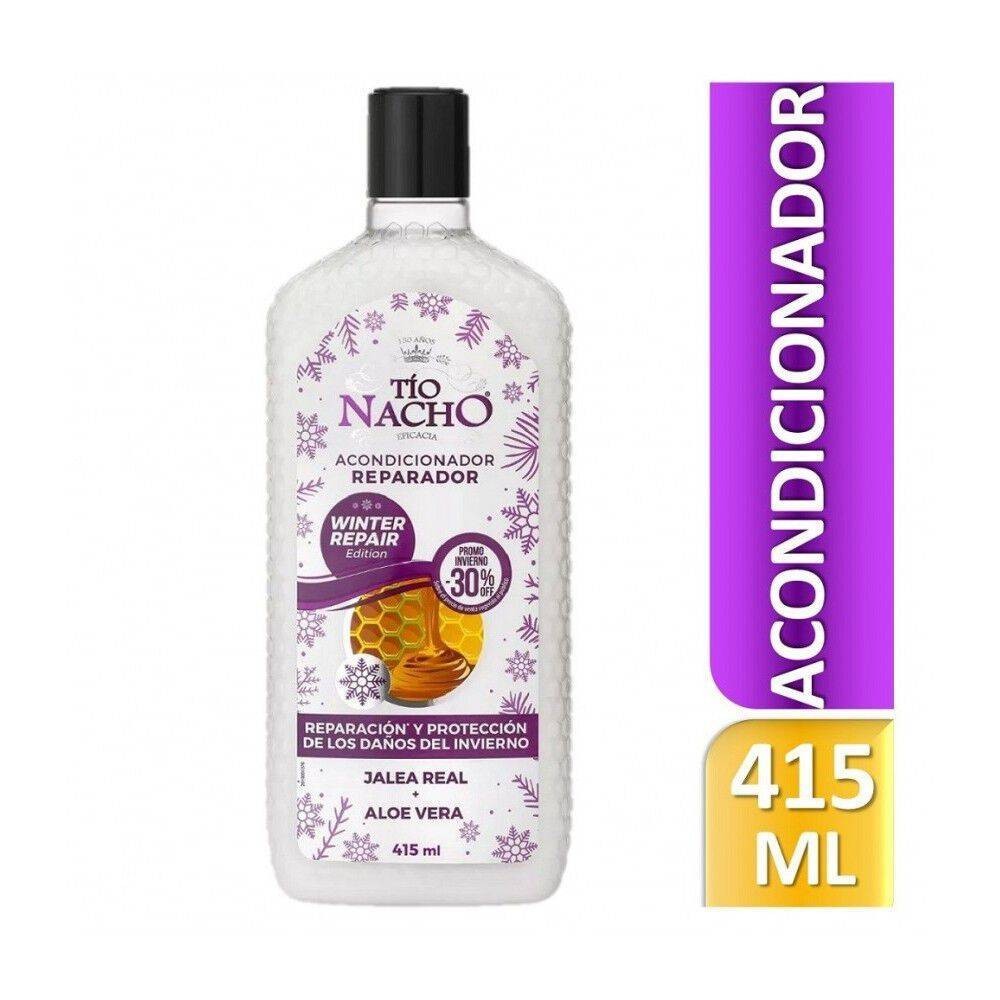 150 AÑOS
TÍO
NACHO®
EFICACIA
ACONDICIONADOR
REPARADOR
WINTER
REPAIR
Edition
PROMO
INVIERNO
-30%
OFF
REPARACIÓN* Y PROTECCIÓN
DE LOS DAÑOS DEL INVIERNO
JALEA REAL
+
ALOE VERA
415 ml
ACONDICIONADOR
415
ML